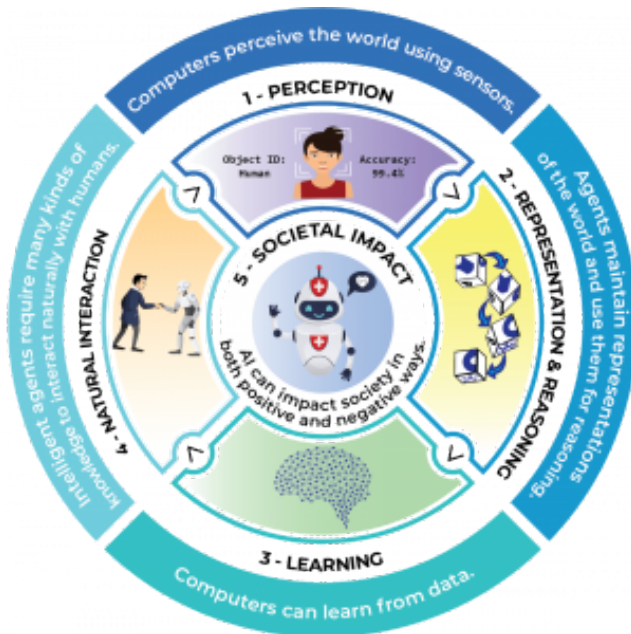 Computers perceive the world using sensors.
1 - PERCEPTION
Object ID:
Human
Accuracy:
99.4%
Agents maintain representations
of the world and use them for reasoning.
2 - REPRESENTATION & REASONING
3 - LEARNING
Computers can learn from data.
Intelligent agents require many kinds of
knowledge to interact naturally with humans.
4 - NATURAL INTERACTION
5 - SOCIETAL IMPACT
AI can impact society in
both positive and negative ways.